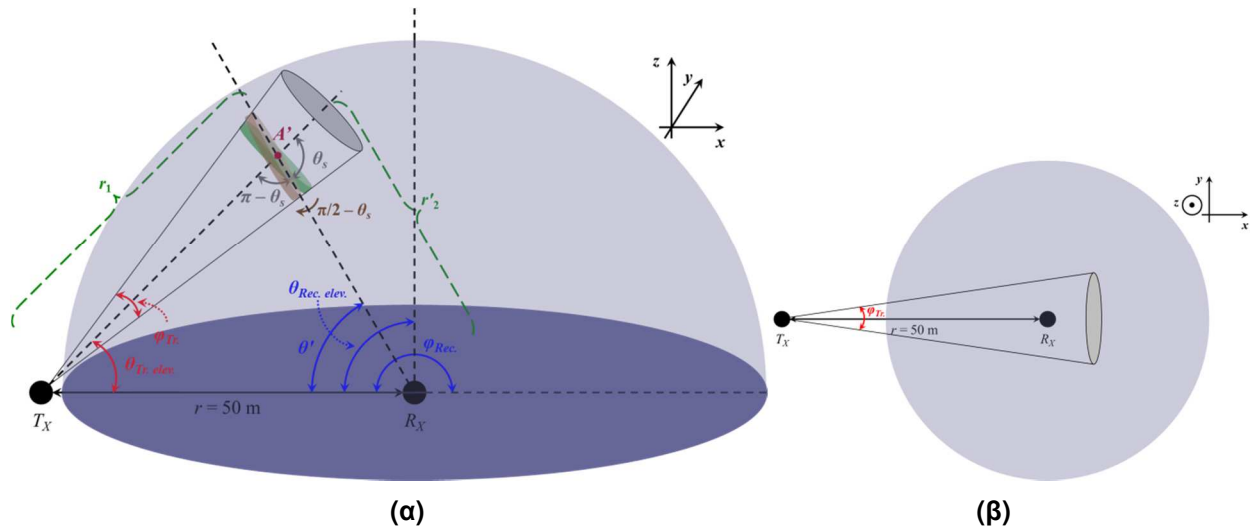 z
y
x
A'
θs
r1
π − θs
r'2
π/2 − θs
θRec. elev.
φTr.
θ'
φRec.
θTr. elev.
r = 50 m
TX
RX
(α)
y
z
x
φTr.
r = 50 m
TX
RX
(β)